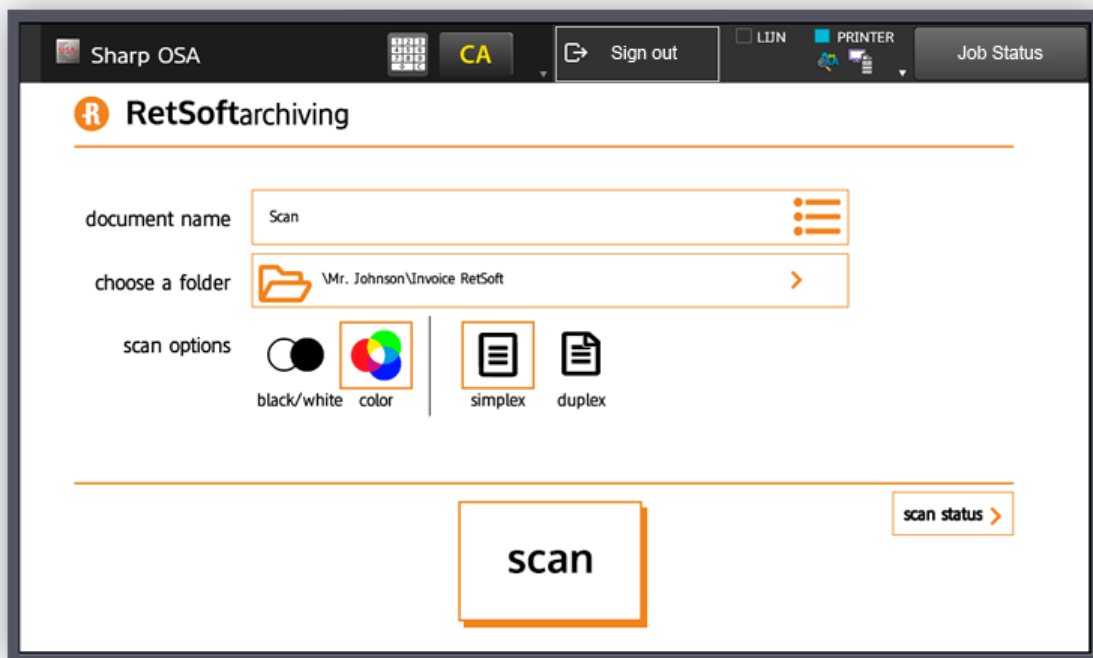 Sharp OSA
CA
Sign out
LIJN
PRINTER
Job Status
RetSoftarchiving
document name
Scan
choose a folder
\Mr. Johnson\Invoice RetSoft
scan options
black/white
color
simplex
duplex
scan status
scan